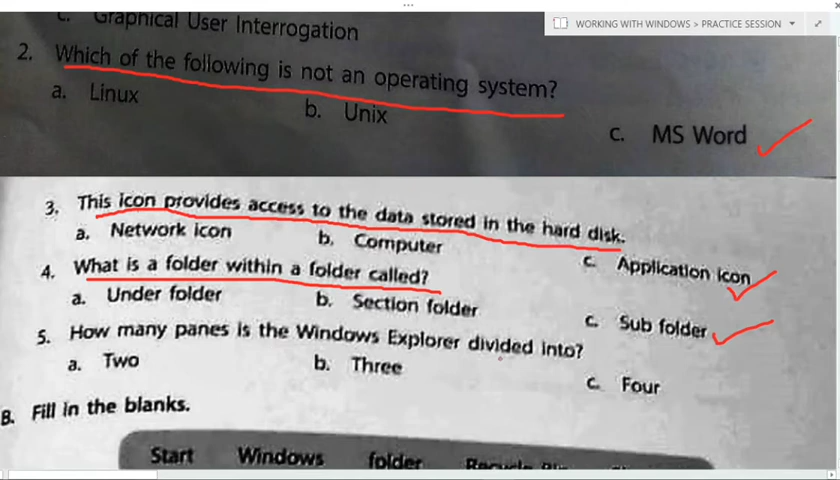 ...
WORKING WITH WINDOWS > PRACTICE SESSION
c. Graphical User Interrogation
2. Which of the following is not an operating system?
a. Linux b. Unix c. MS Word
3. This icon provides access to the data stored in the hard disk.
a. Network icon b. Computer c. Application icon
4. What is a folder within a folder called?
a. Under folder b. Section folder c. Sub folder
5. How many panes is the Windows Explorer divided into?
a. Two b. Three c. Four
B. Fill in the blanks.
Start Windows folder